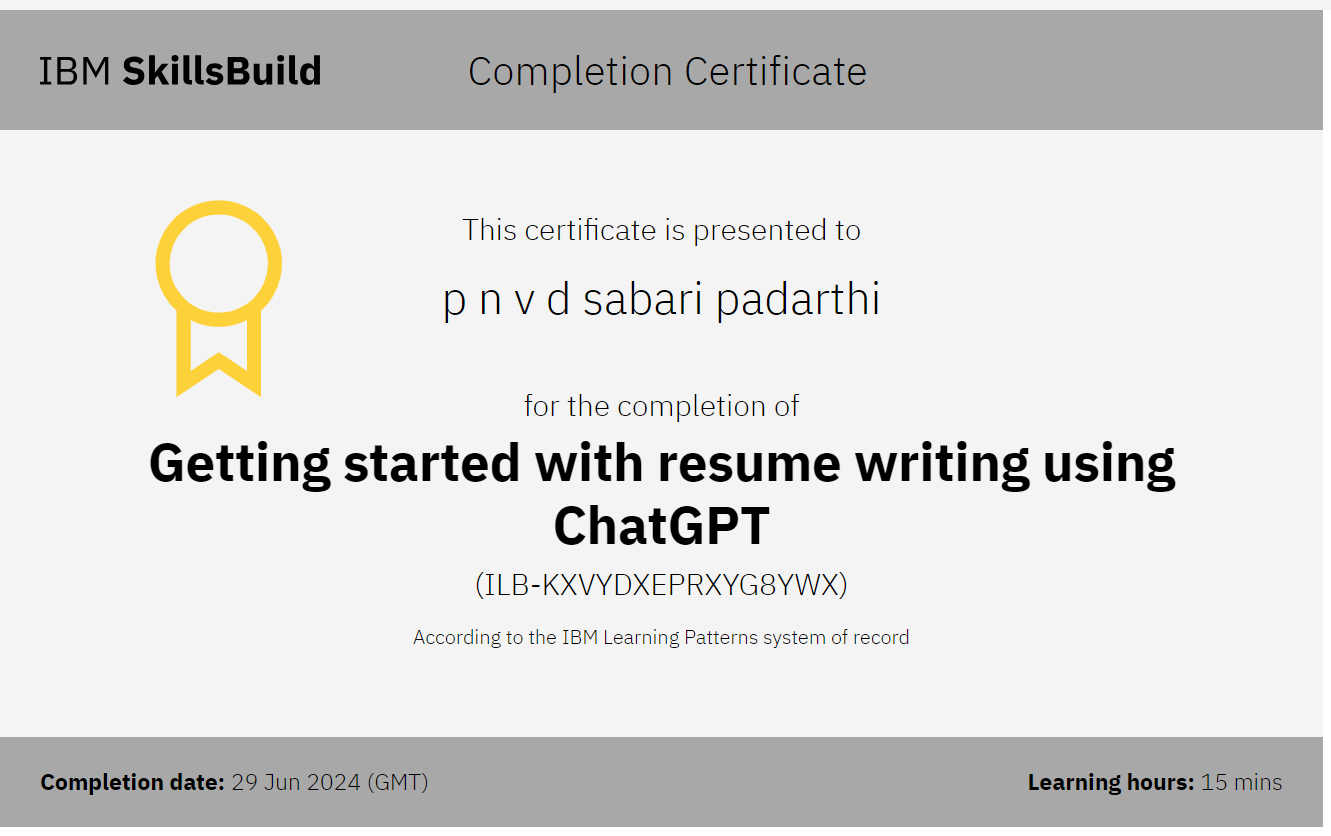 IBM SkillsBuild
Completion Certificate
This certificate is presented to
p n v d sabari padarthi
for the completion of
Getting started with resume writing using
ChatGPT
(ILB-KXVYDXEPRXYG8YWX)
According to the IBM Learning Patterns system of record
Completion date: 29 Jun 2024 (GMT)
Learning hours: 15 mins